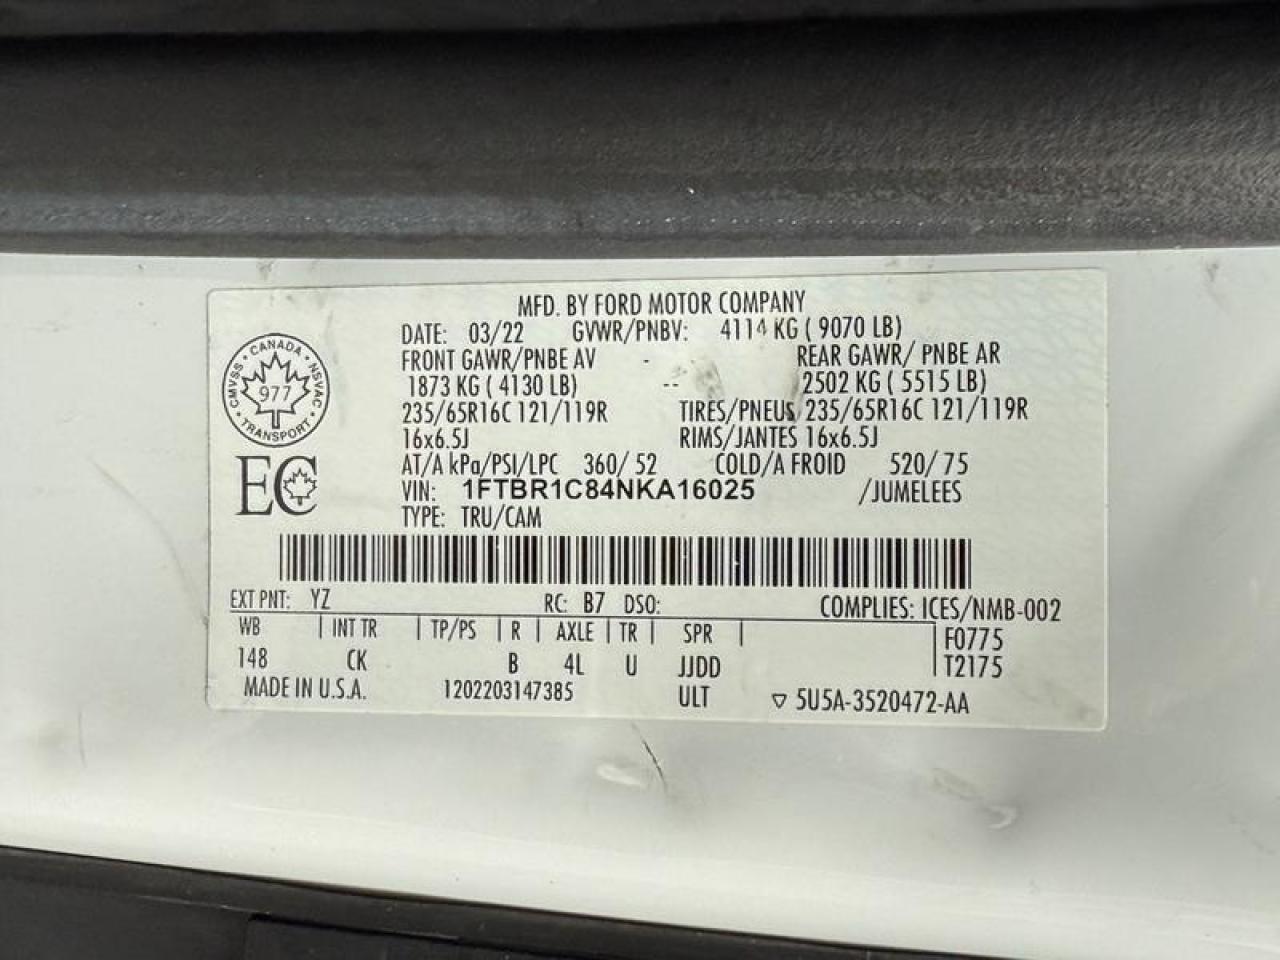 MFD. BY FORD MOTOR COMPANY
DATE: 03/22 GVWR/PNBV: 4114 KG ( 9070 LB)
FRONT GAWR/PNBE AV - REAR GAWR/ PNBE AR
1873 KG ( 4130 LB) -- 2502 KG ( 5515 LB)
235/65R16C 121/119R TIRES/PNEUS 235/65R16C 121/119R
16x6.5J RIMS/JANTES 16x6.5J
AT/A kPa/PSI/LPC 360/ 52 COLD/A FROID 520/ 75
VIN: 1FTBR1C84NKA16025 /JUMELEES
TYPE: TRU/CAM
CANADA
CMVSS • NSVAC
977
TRANSPORT
EC
EXT PNT: YZ RC: B7 DSO: COMPLIES: ICES/NMB-002
WB | INT TR | TP/PS | R | AXLE | TR | SPR | F0775
148 CK B 4L U JJDD T2175
MADE IN U.S.A. 1202203147385 ULT ▽ 5U5A-3520472-AA